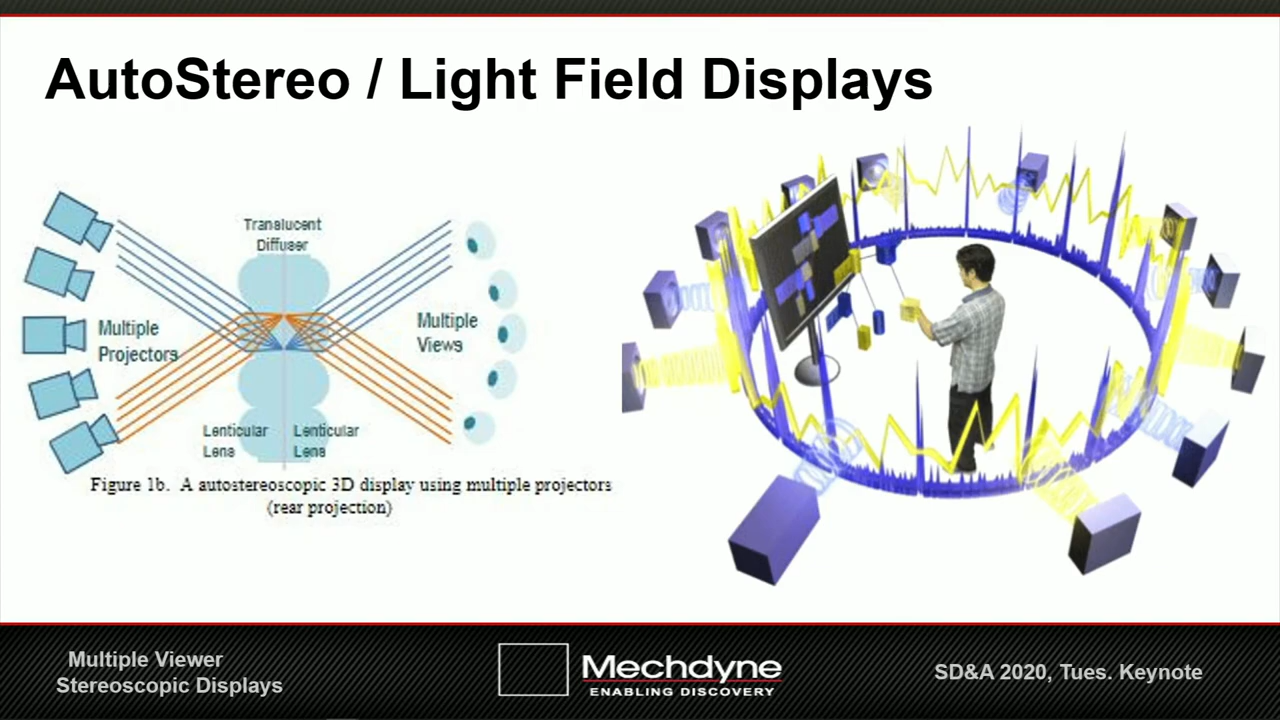 AutoStereo / Light Field Displays
Translucent
Diffuser
Multiple
Projectors
Multiple
Views
Lenticular
Lens
Lenticular
Lens
Figure 1b. A autostereoscopic 3D display using multiple projectors
(rear projection)
Multiple Viewer
Stereoscopic Displays
Mechdyne
ENABLING DISCOVERY
SD&A 2020, Tues. Keynote